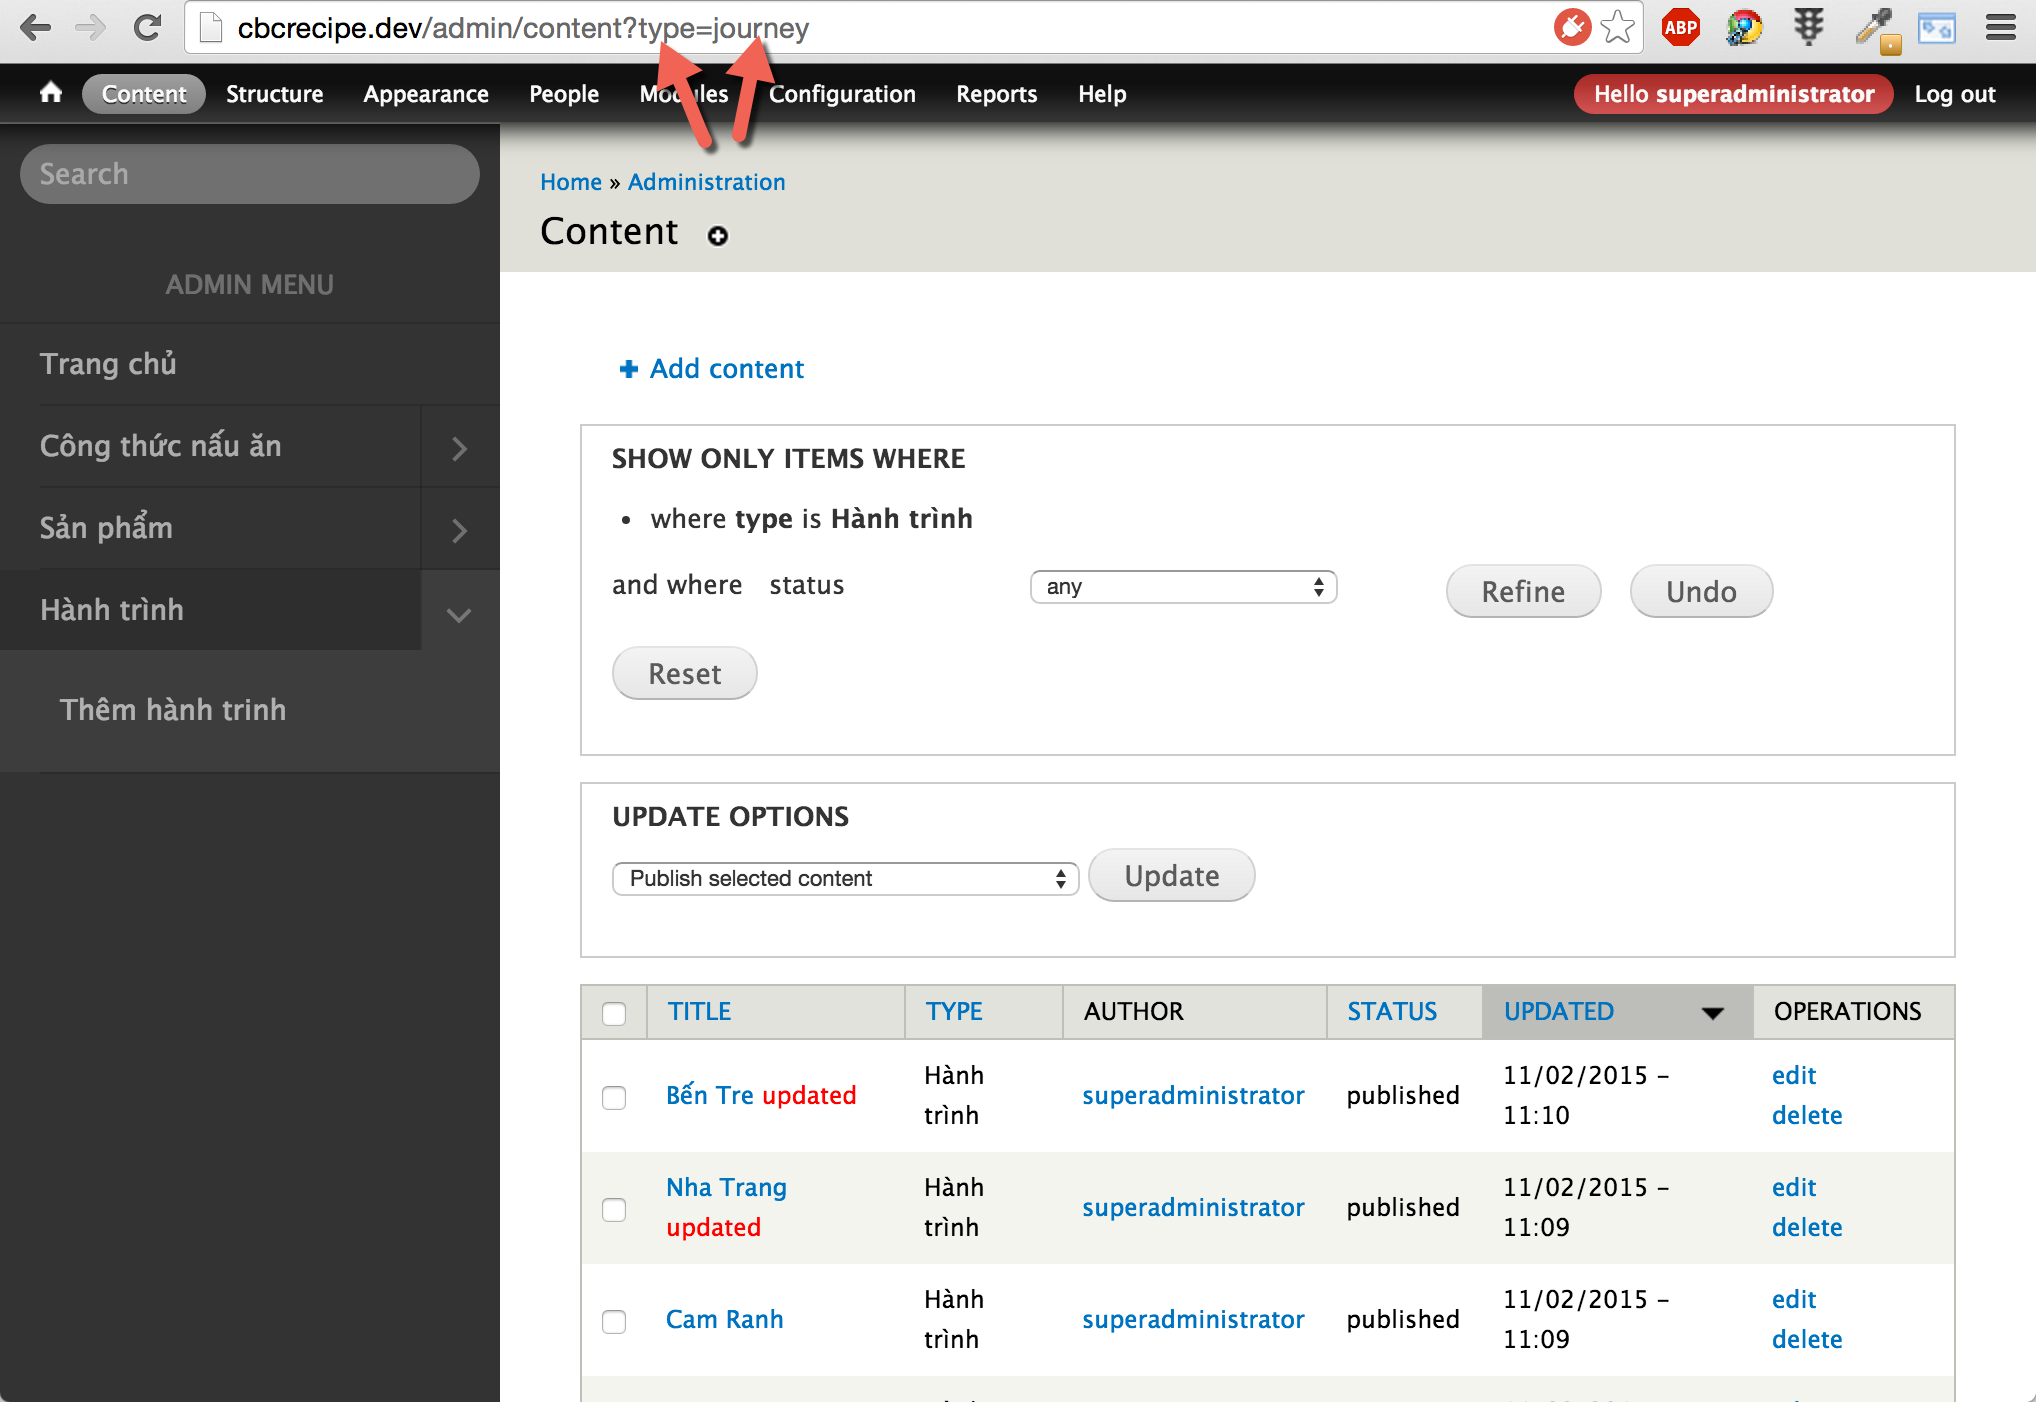 cbcrecipe.dev/admin/content?type=journey
ABP
Content Structure Appearance People Modules Configuration Reports Help Hello superadministrator Log out
Search
Home » Administration
Content
ADMIN MENU
Trang chủ
Công thức nấu ăn
Sản phẩm
Hành trình
Thêm hành trinh
Add content
SHOW ONLY ITEMS WHERE
• where type is Hành trình
and where status any Refine Undo
Reset
UPDATE OPTIONS
Publish selected content Update
TITLE TYPE AUTHOR STATUS UPDATED OPERATIONS
Bến Tre updated Hành trình superadministrator published 11/02/2015 – 11:10 edit delete
Nha Trang updated Hành trình superadministrator published 11/02/2015 – 11:09 edit delete
Cam Ranh Hành trình superadministrator published 11/02/2015 – 11:09 edit delete